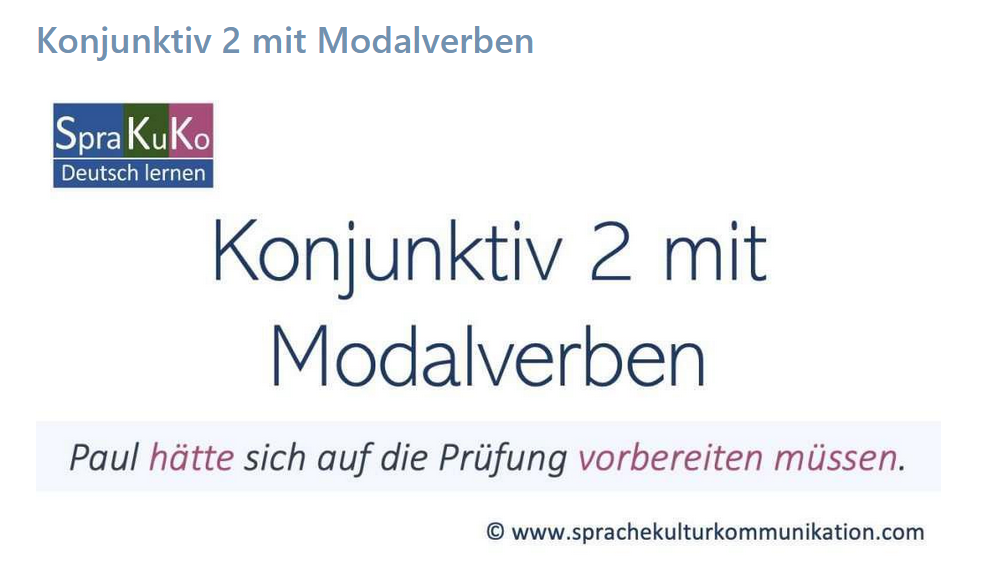 Konjunktiv 2 mit Modalverben
SpraKuKo
Deutsch lernen
Konjunktiv 2 mit
Modalverben
Paul hätte sich auf die Prüfung vorbereiten müssen.
© www.sprachekulturkommunikation.com